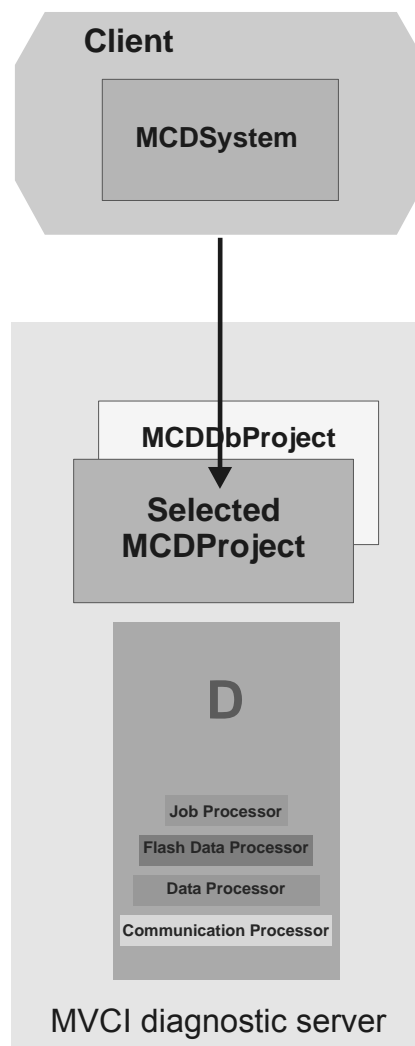 Client
MCDSystem
MCDDbProject
Selected
MCDProject
D
Job Processor
Flash Data Processor
Data Processor
Communication Processor
MVCI diagnostic server